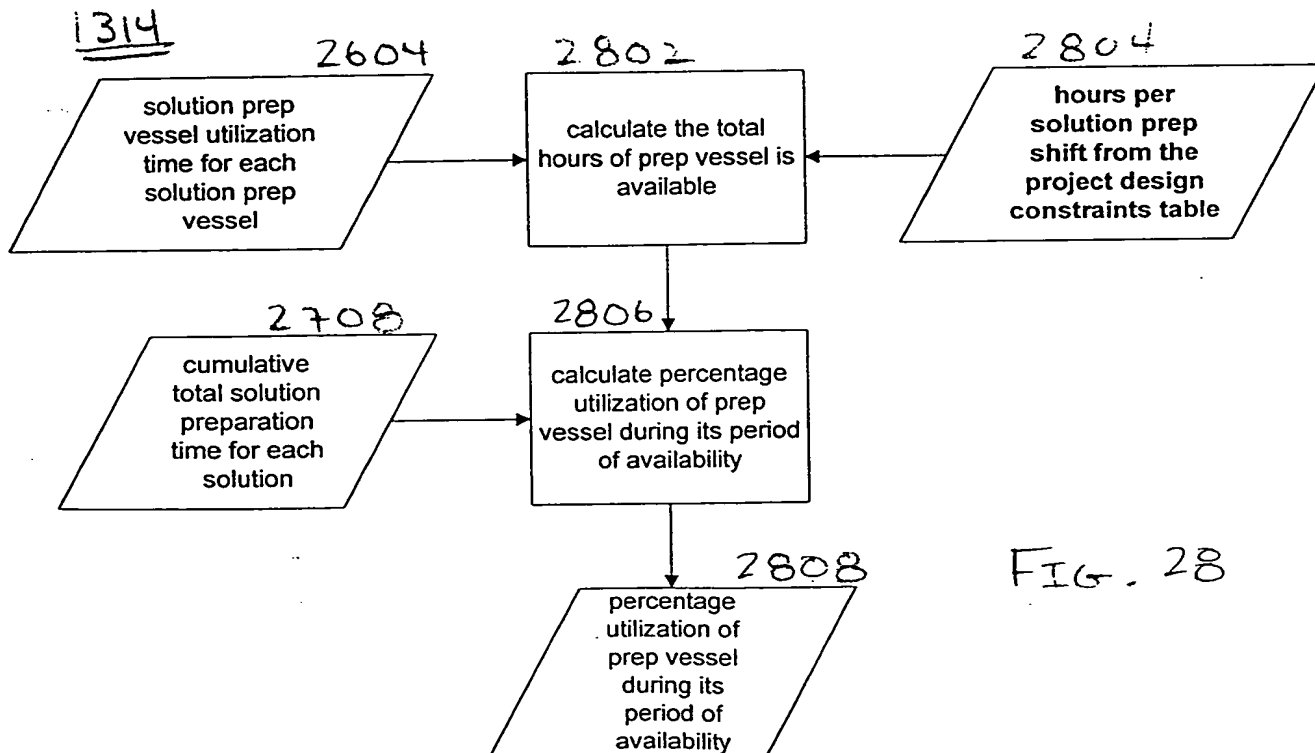 1314
2604
solution prep
vessel utilization
time for each
solution prep
vessel
2802
calculate the total
hours of prep vessel is
available
2804
hours per
solution prep
shift from the
project design
constraints table
2708
cumulative
total solution
preparation
time for each
solution
2806
calculate percentage
utilization of prep
vessel during its period
of availability
2808
percentage
utilization of
prep vessel
during its
period of
availability
FIG. 28